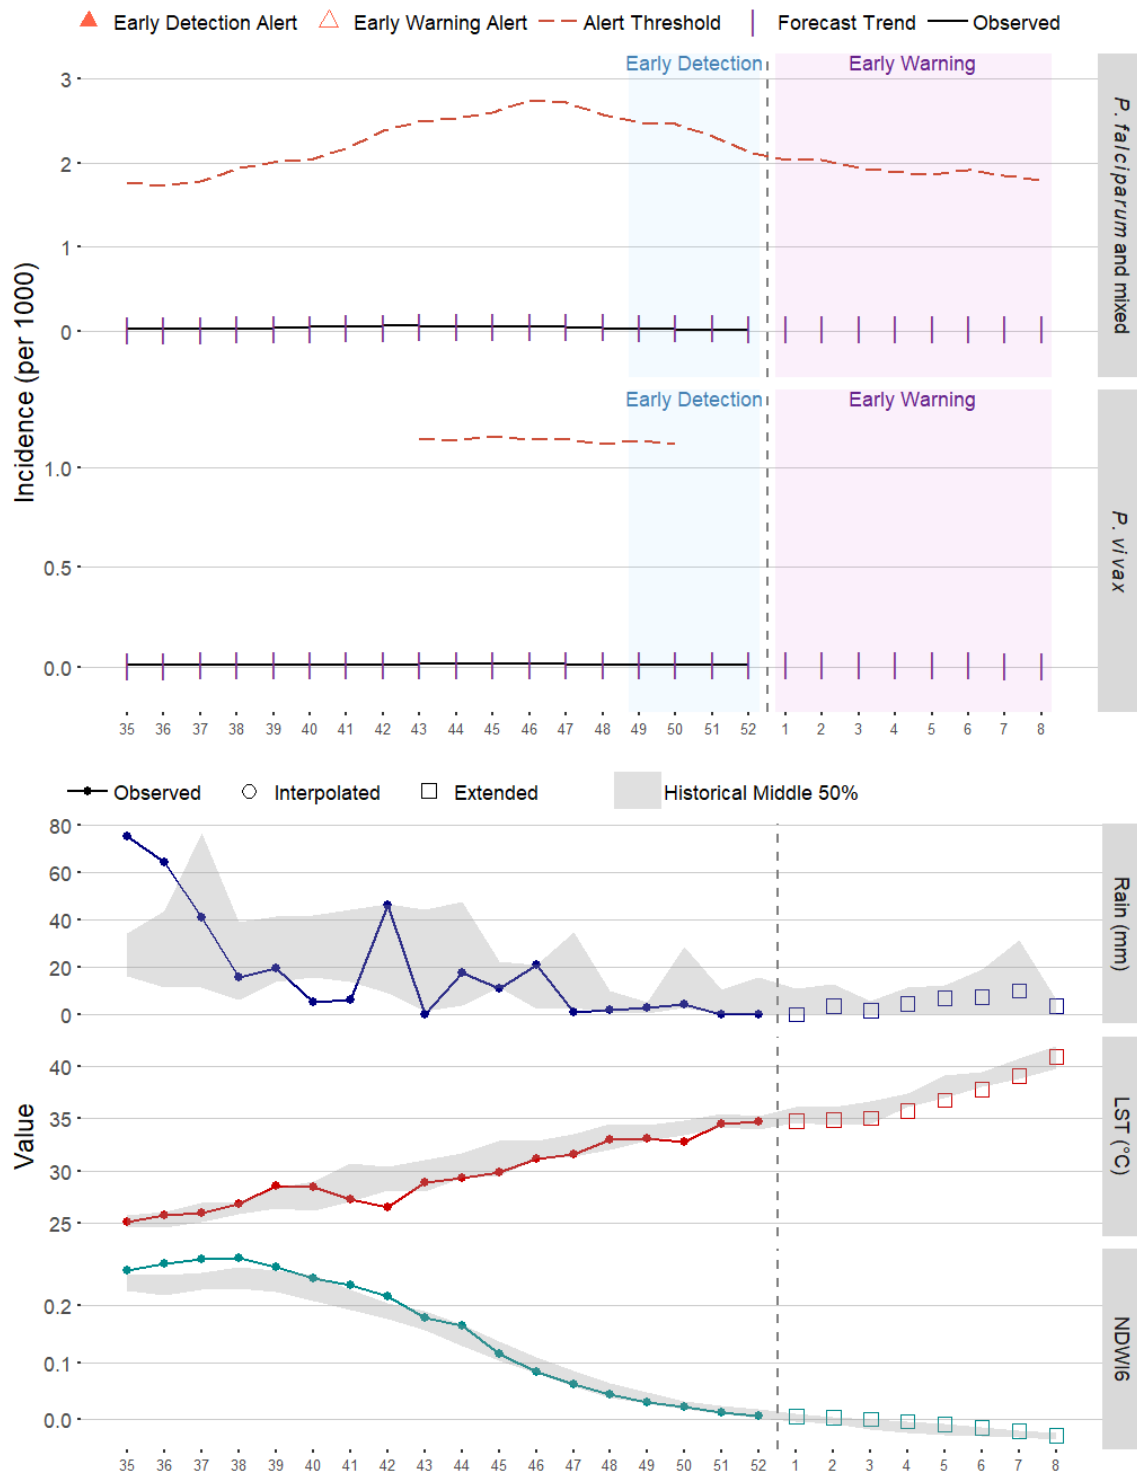 Early Detection Alert Early Warning Alert Alert Threshold Forecast Trend Observed
Incidence (per 1000)
Early Detection Early Warning
3
2
1
0
P. falciparum and mixed
Early Detection Early Warning
1.0
0.5
0.0
P. vivax
35 36 37 38 39 40 41 42 43 44 45 46 47 48 49 50 51 52 1 2 3 4 5 6 7 8
Observed Interpolated Extended Historical Middle 50%
Value
80
60
40
20
0
Rain (mm)
40
35
30
25
LST (°C)
0.2
0.1
0.0
NDWI6
35 36 37 38 39 40 41 42 43 44 45 46 47 48 49 50 51 52 1 2 3 4 5 6 7 8